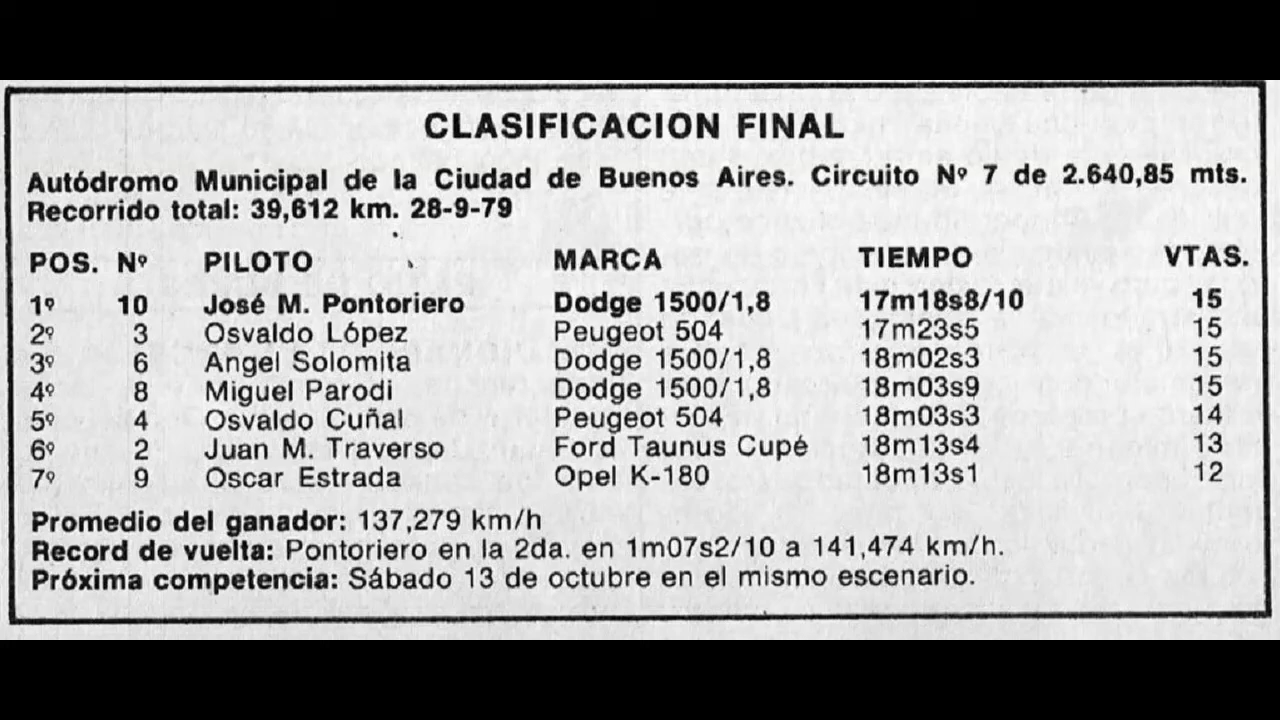 CLASIFICACION FINAL
Autódromo Municipal de la Ciudad de Buenos Aires. Circuito Nº 7 de 2.640,85 mts.
Recorrido total: 39,612 km. 28-9-79
POS. Nº PILOTO MARCA TIEMPO VTAS.
1º 10 José M. Pontoriero Dodge 1500/1,8 17m18s8/10 15
2º 3 Osvaldo López Peugeot 504 17m23s5 15
3º 6 Angel Solomita Dodge 1500/1,8 18m02s3 15
4º 8 Miguel Parodi Dodge 1500/1,8 18m03s9 15
5º 4 Osvaldo Cuñal Peugeot 504 18m03s3 14
6º 2 Juan M. Traverso Ford Taunus Cupé 18m13s4 13
7º 9 Oscar Estrada Opel K-180 18m13s1 12
Promedio del ganador: 137,279 km/h
Record de vuelta: Pontoriero en la 2da. en 1m07s2/10 a 141,474 km/h.
Próxima competencia: Sábado 13 de octubre en el mismo escenario.